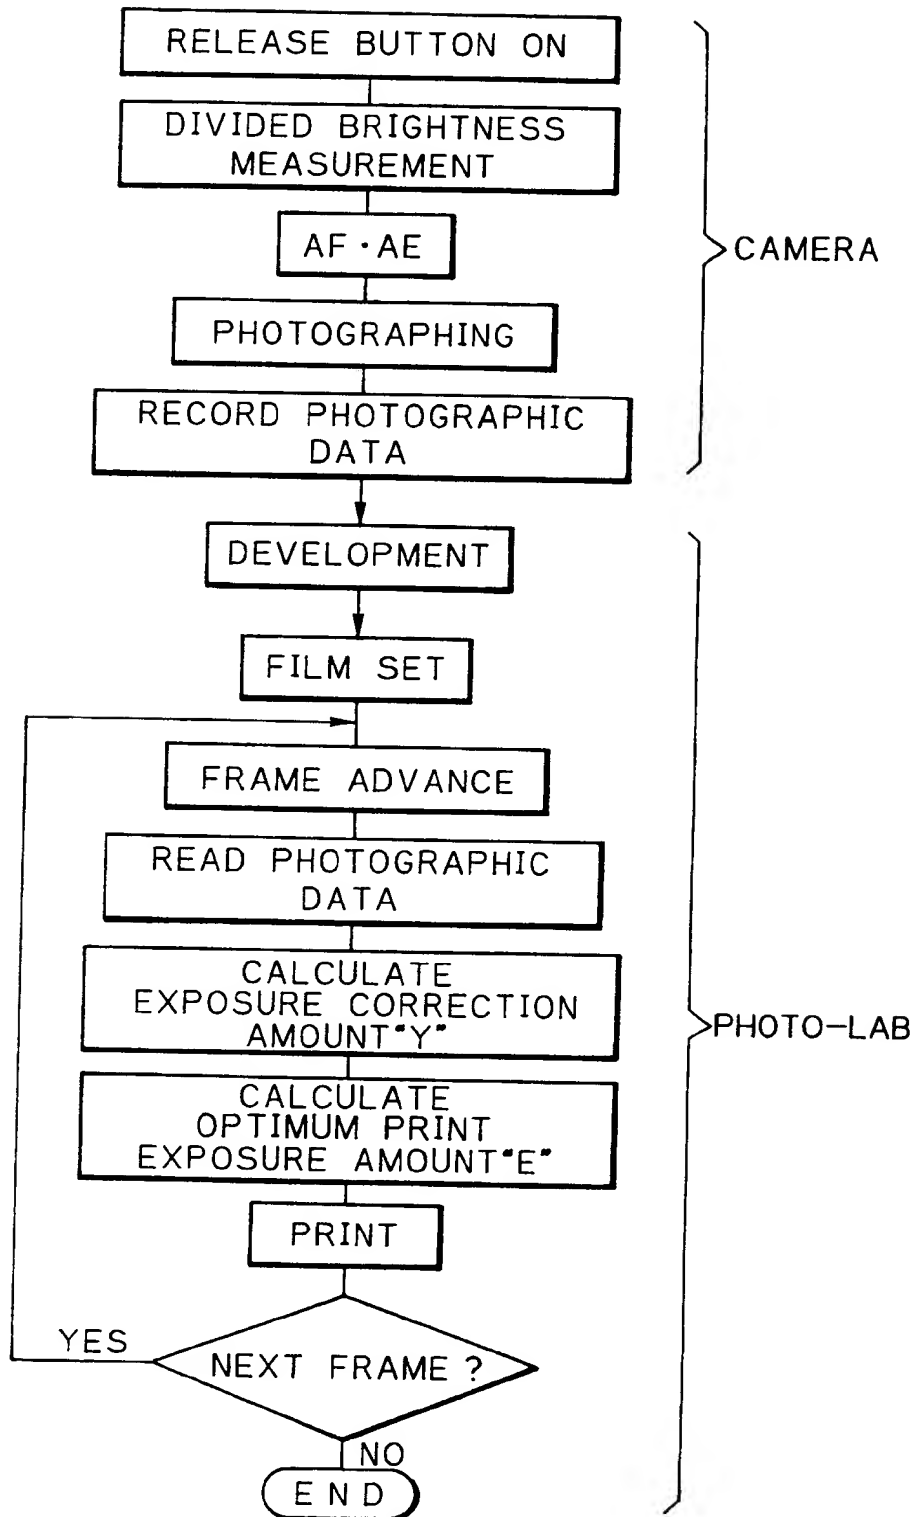 RELEASE BUTTON ON
DIVIDED BRIGHTNESS
MEASUREMENT
AF·AE
PHOTOGRAPHING
RECORD PHOTOGRAPHIC
DATA
CAMERA
DEVELOPMENT
FILM SET
FRAME ADVANCE
READ PHOTOGRAPHIC
DATA
CALCULATE
EXPOSURE CORRECTION
AMOUNT"Y"
CALCULATE
OPTIMUM PRINT
EXPOSURE AMOUNT"E"
PRINT
NEXT FRAME ?
YES
NO
END
PHOTO-LAB